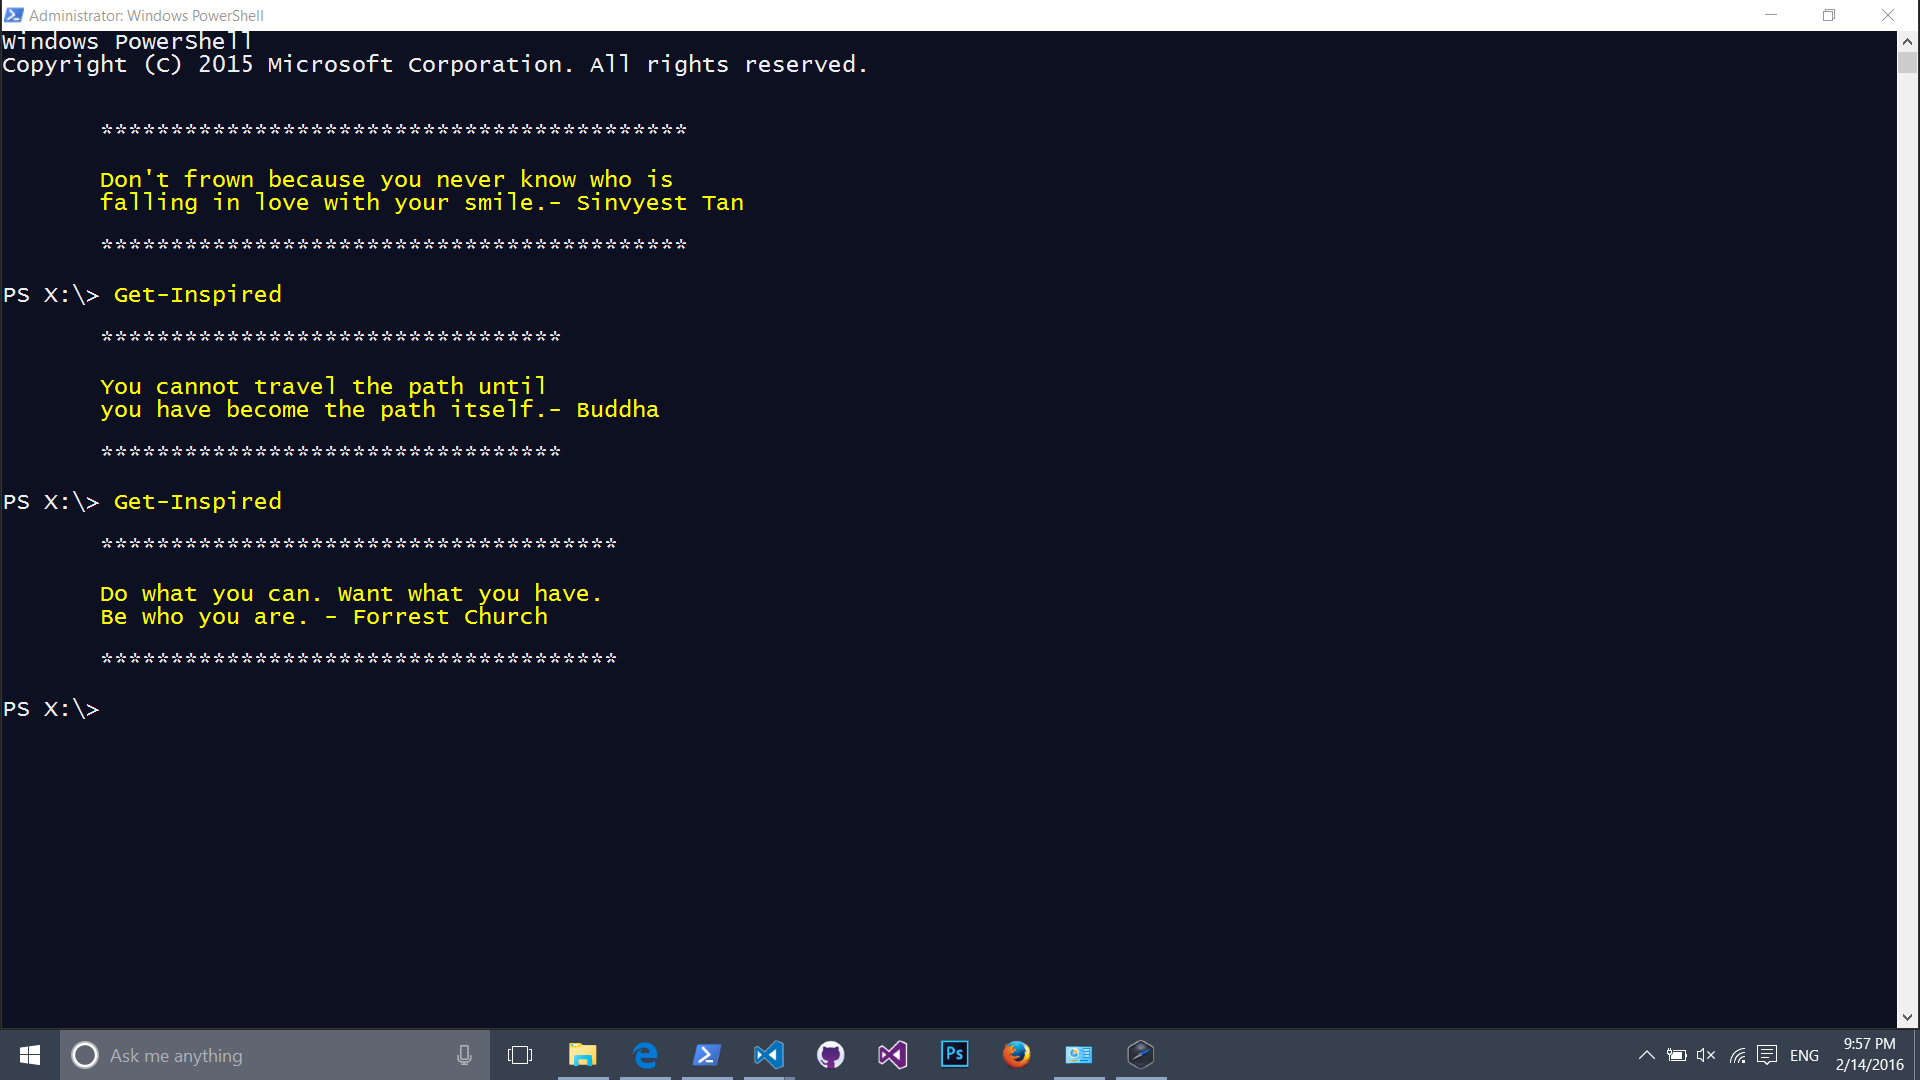 Administrator: Windows PowerShell
Windows PowerShell
Copyright (C) 2015 Microsoft Corporation. All rights reserved.
******************************************
Don't frown because you never know who is
falling in love with your smile.- Sinvyest Tan
******************************************
PS X:\> Get-Inspired
*********************************
You cannot travel the path until
you have become the path itself.- Buddha
*********************************
PS X:\> Get-Inspired
*************************************
Do what you can. Want what you have.
Be who you are. - Forrest Church
*************************************
PS X:\>
Ask me anything
Ps
ENG
9:57 PM
2/14/2016